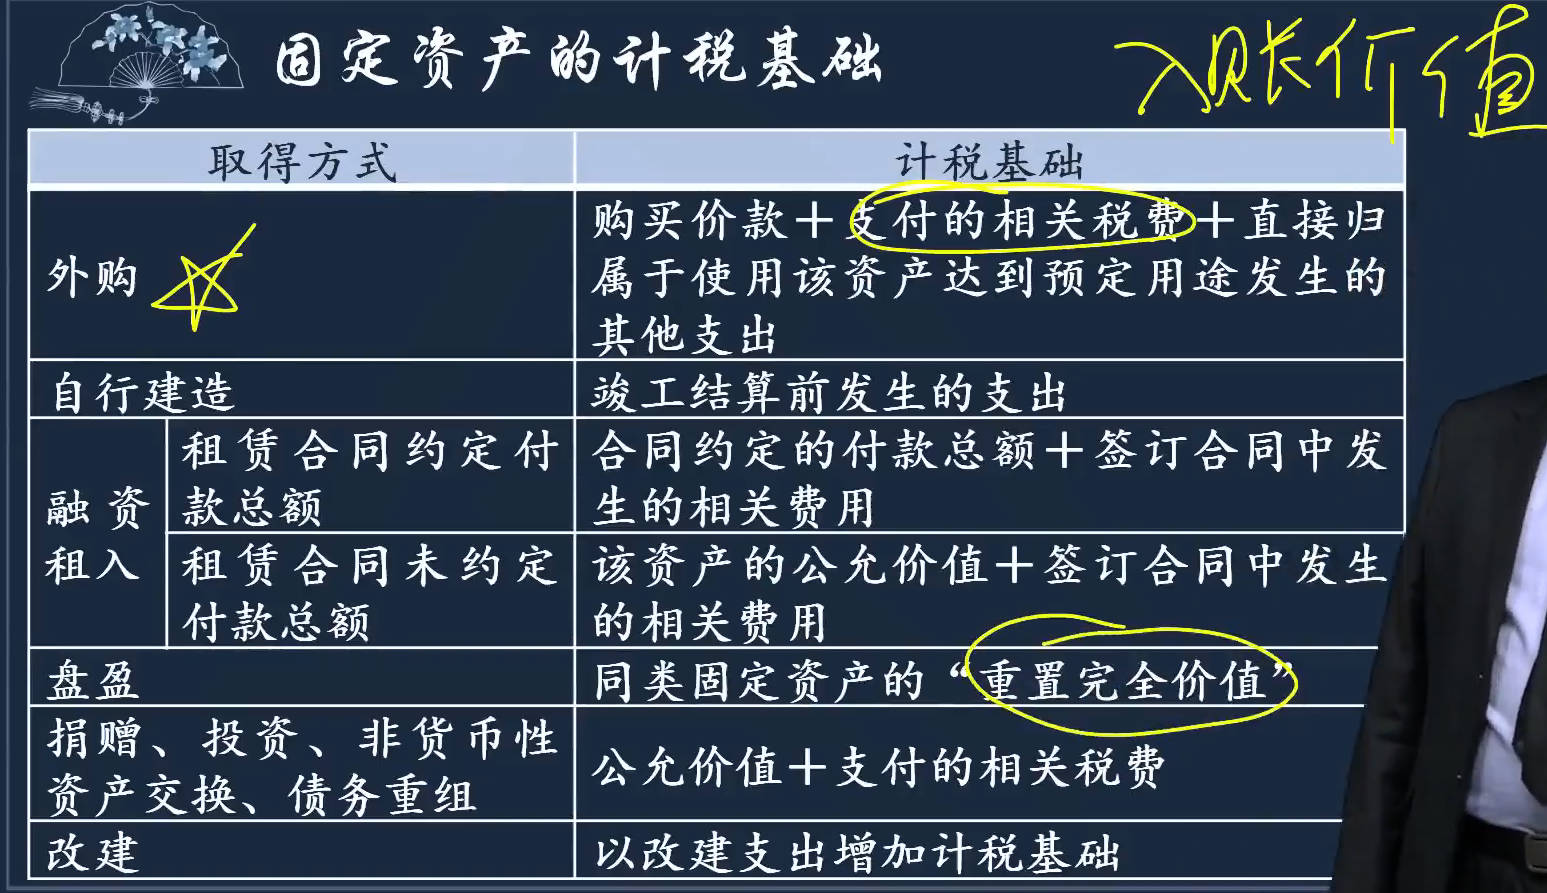 固定资产的计税基础
入账价值
取得方式
计税基础
外购
购买价款＋支付的相关税费＋直接归
属于使用该资产达到预定用途发生的
其他支出
自行建造
竣工结算前发生的支出
融资
租入
租赁合同约定付
款总额
合同约定的付款总额＋签订合同中发
生的相关费用
租赁合同未约定
付款总额
该资产的公允价值＋签订合同中发生
的相关费用
盘盈
同类固定资产的“重置完全价值”
捐赠、投资、非货币性
资产交换、债务重组
公允价值＋支付的相关税费
改建
以改建支出增加计税基础